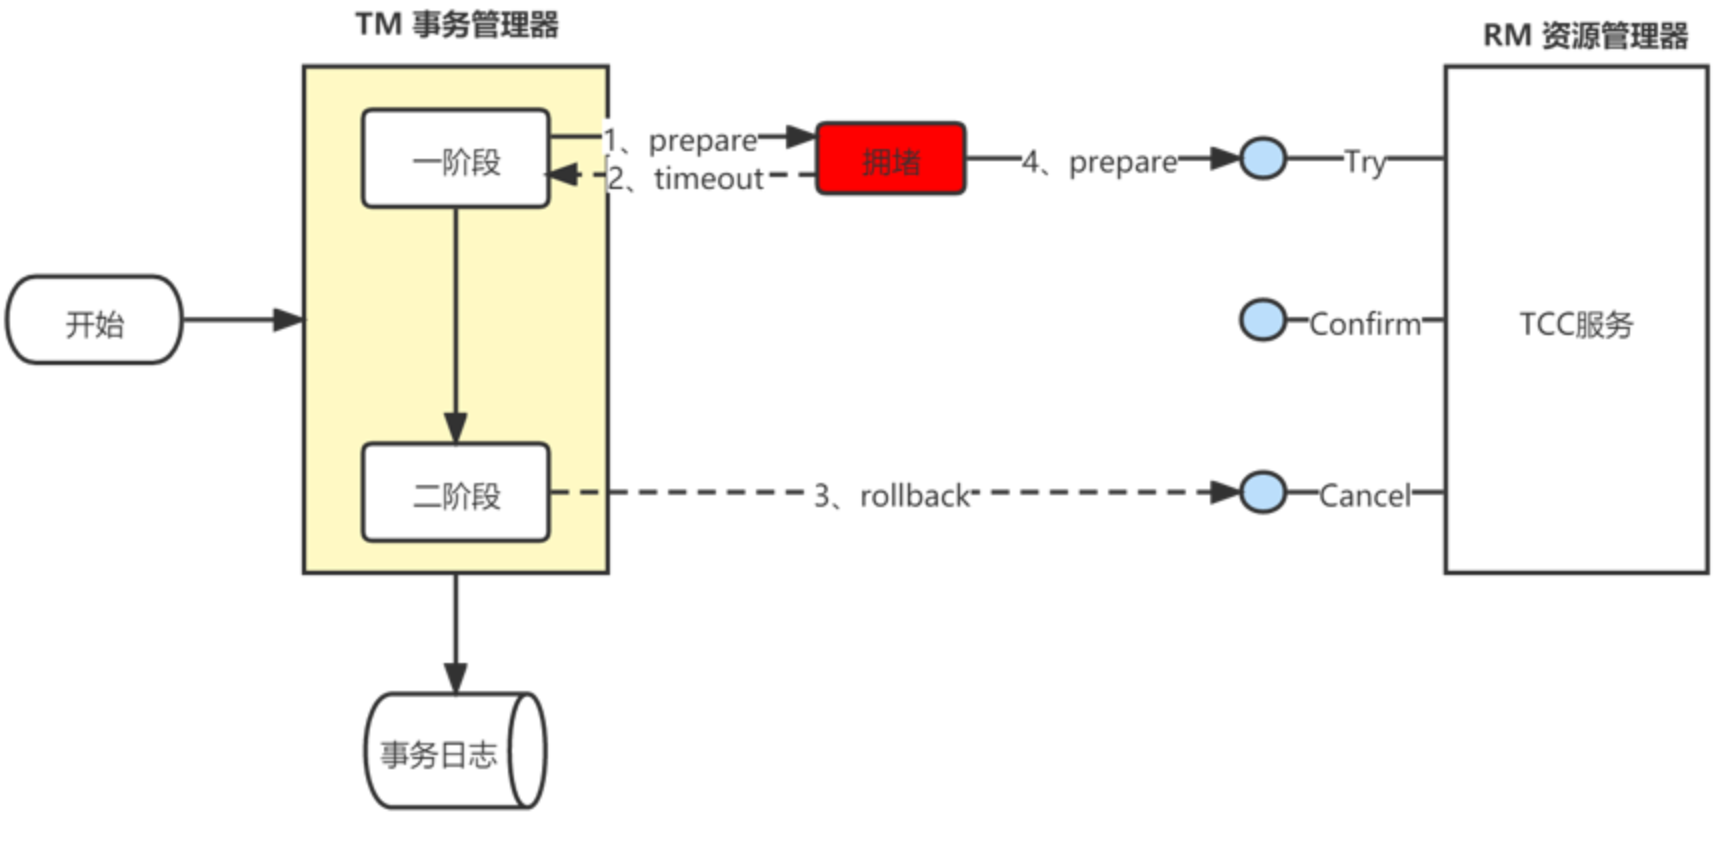 TM 事务管理器
RM 资源管理器
一阶段
1、prepare
2、timeout
拥堵
4、prepare
Try
开始
Confirm
TCC服务
二阶段
3、rollback
Cancel
事务日志